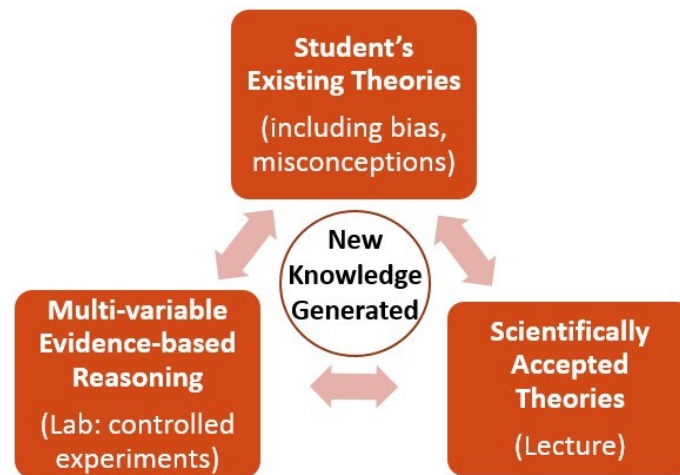 Student’s
Existing Theories
(including bias,
misconceptions)
New
Knowledge
Generated
Multi-variable
Evidence-based
Reasoning
(Lab: controlled
experiments)
Scientifically
Accepted
Theories
(Lecture)